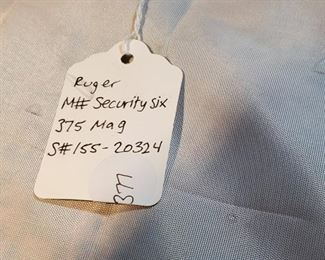 Ruger
M# Security Six
375 Mag
S#155-20324
377